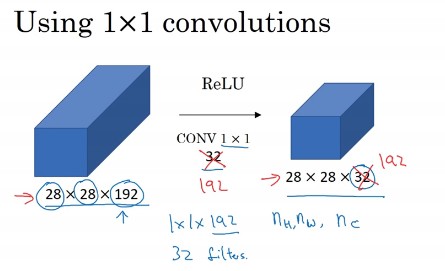 Using 1×1 convolutions
ReLU
CONV 1 × 1
32
192
192
28×28×192
28 × 28 × 32
1×1×192
32 filters.
nH, nW, nC